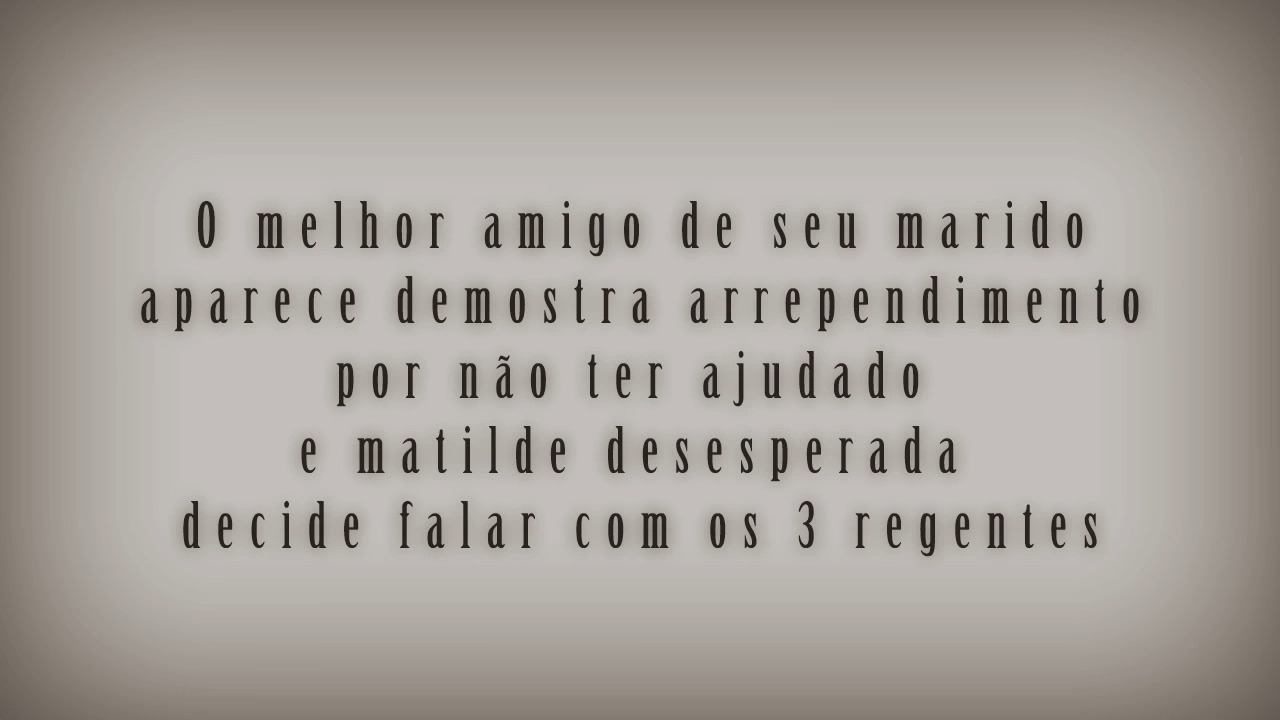 O melhor amigo de seu marido
aparece demostra arrependimento
por não ter ajudado
e matilde desesperada
decide falar com os 3 regentes